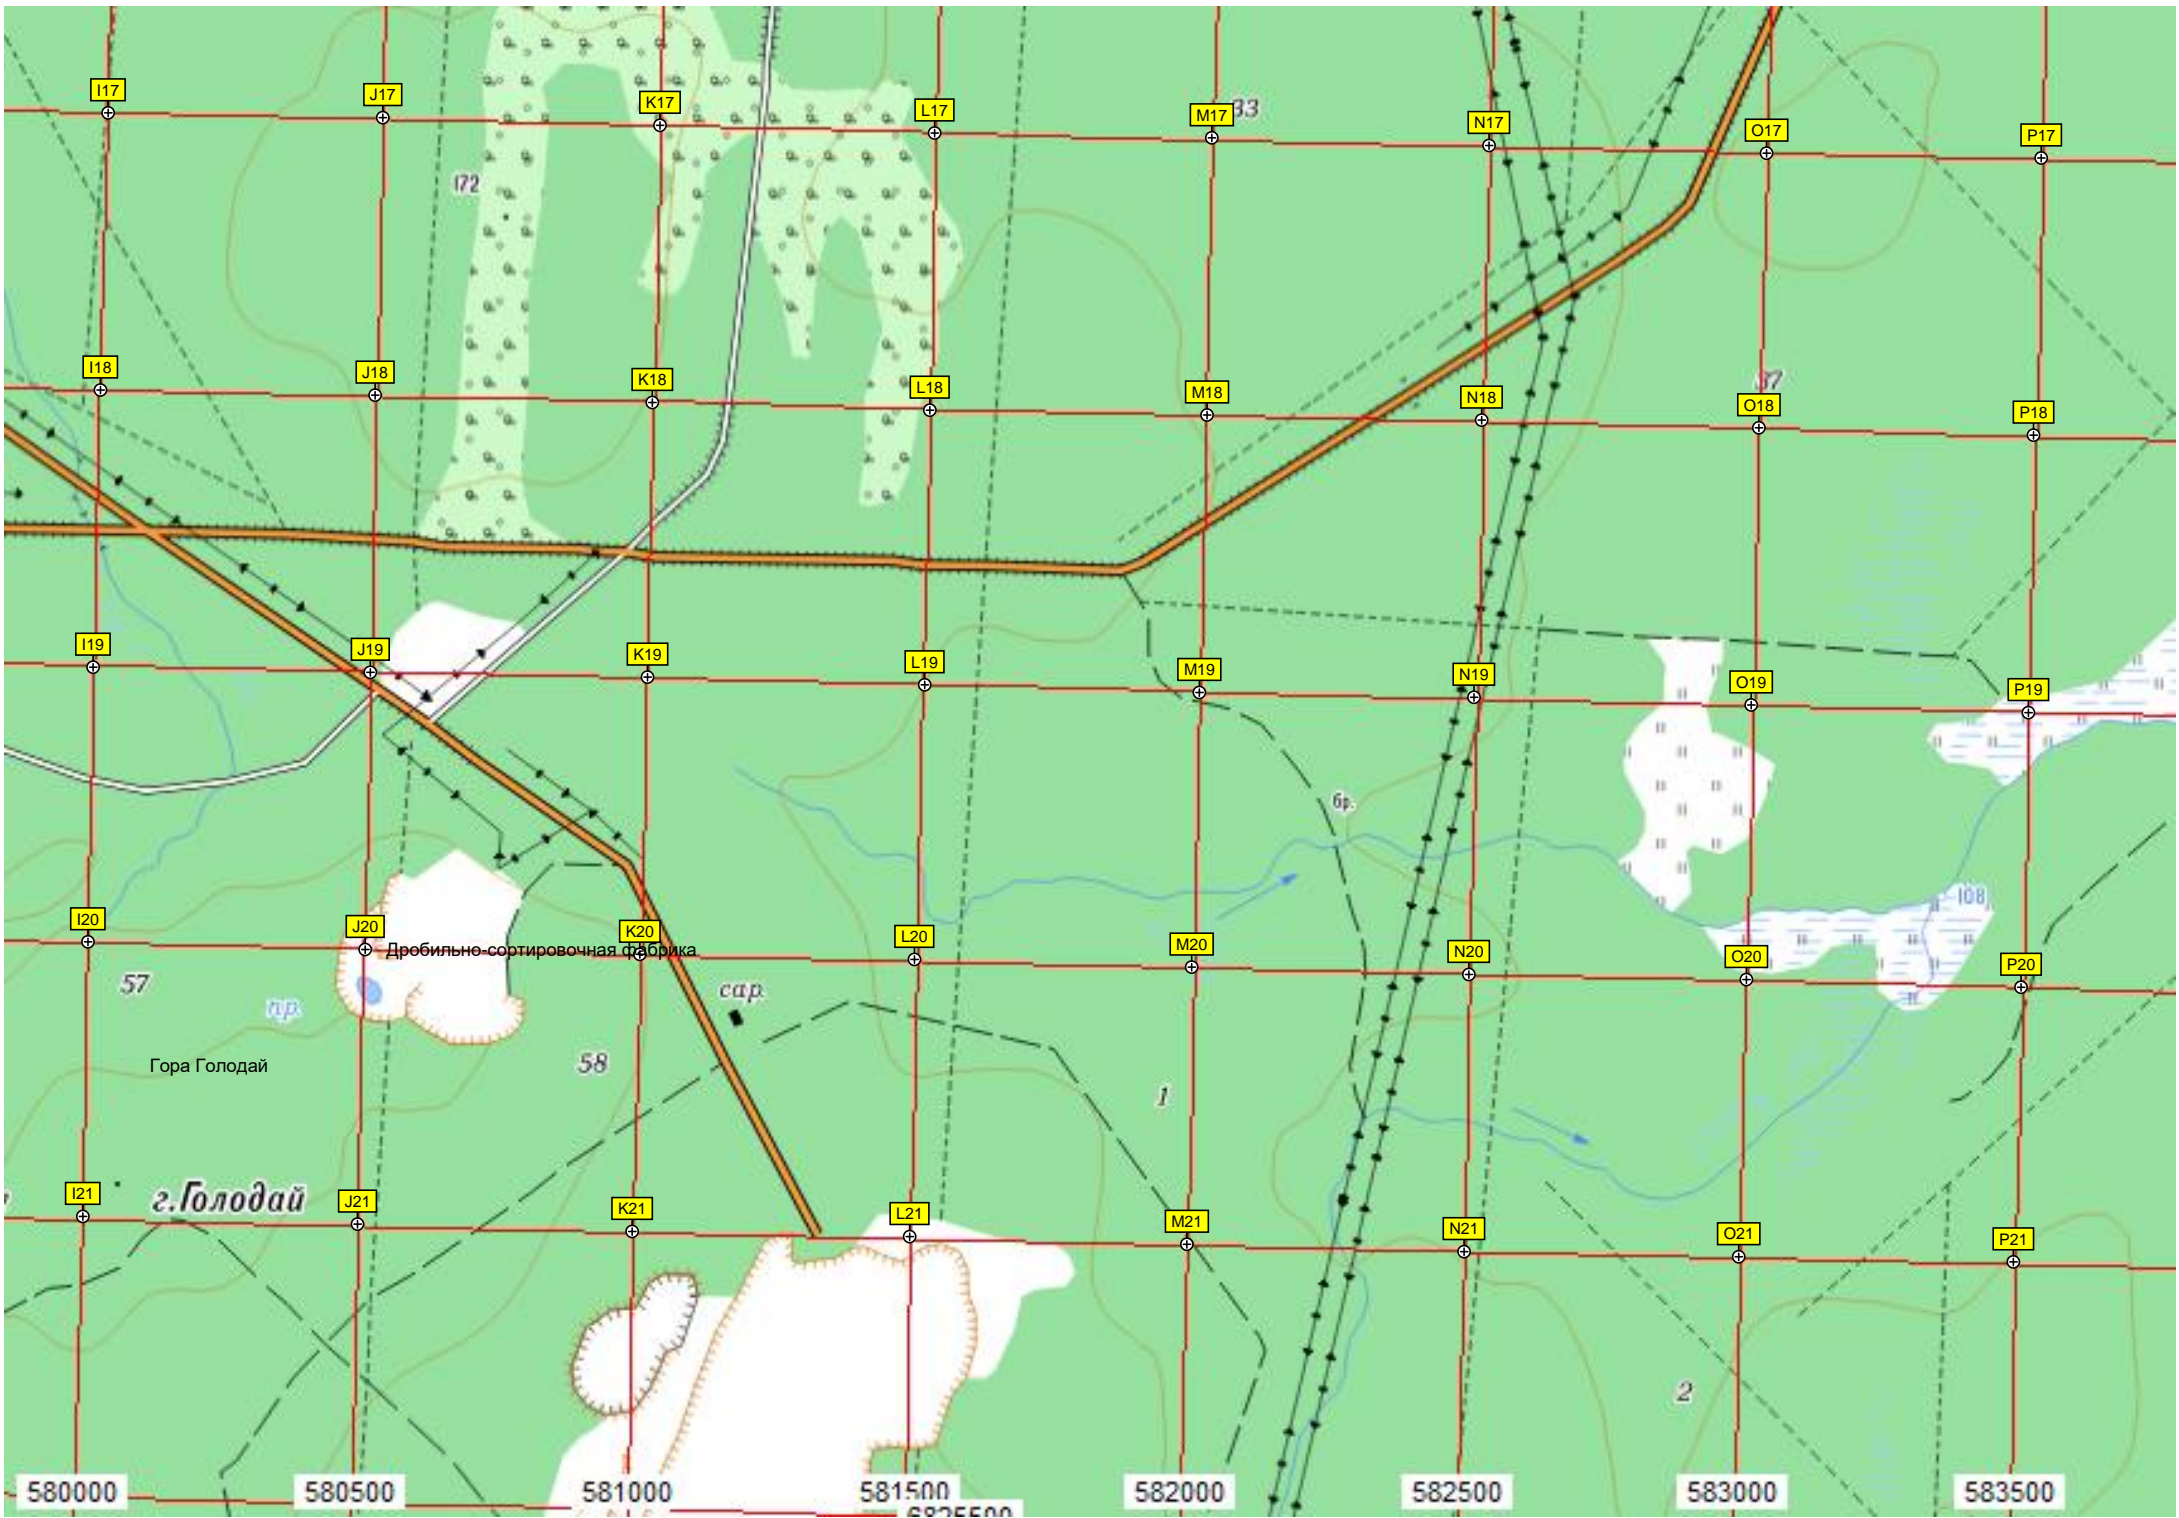 I17 J17 K17 L17 M17 33 N17 O17 P17
172
I18 J18 K18 L18 M18 N18 O18 P18
I19 J19 K19 L19 M19 N19 O19 P19
бр.
108
I20 J20 K20 L20 M20 N20 O20 P20
Дробильно-сортировочная фабрика
57
пр.
сар.
58
Гора Голодай
1
г.Голодай
I21 J21 K21 L21 M21 N21 O21 P21
2
580000 580500 581000 581500 582000 582500 583000 583500
6825500